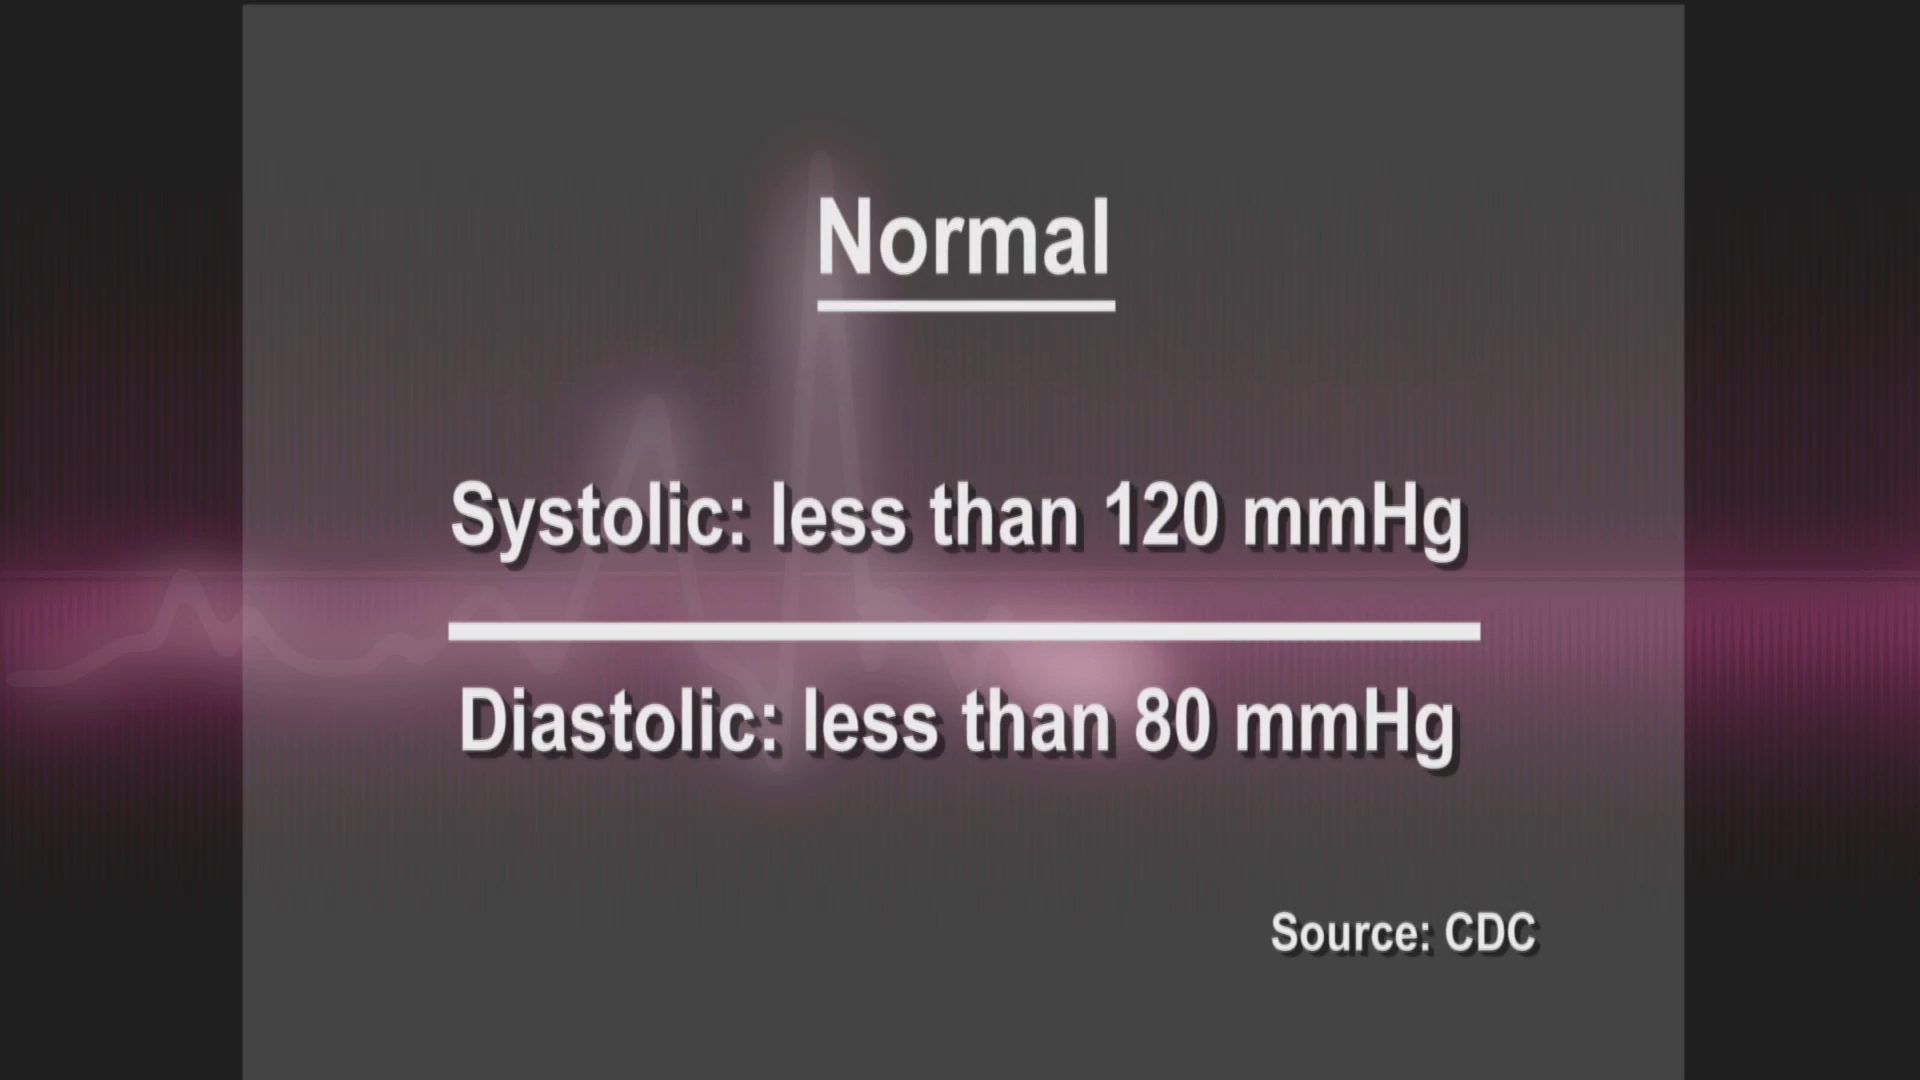 Normal
Systolic: less than 120 mmHg
Diastolic: less than 80 mmHg
Source: CDC